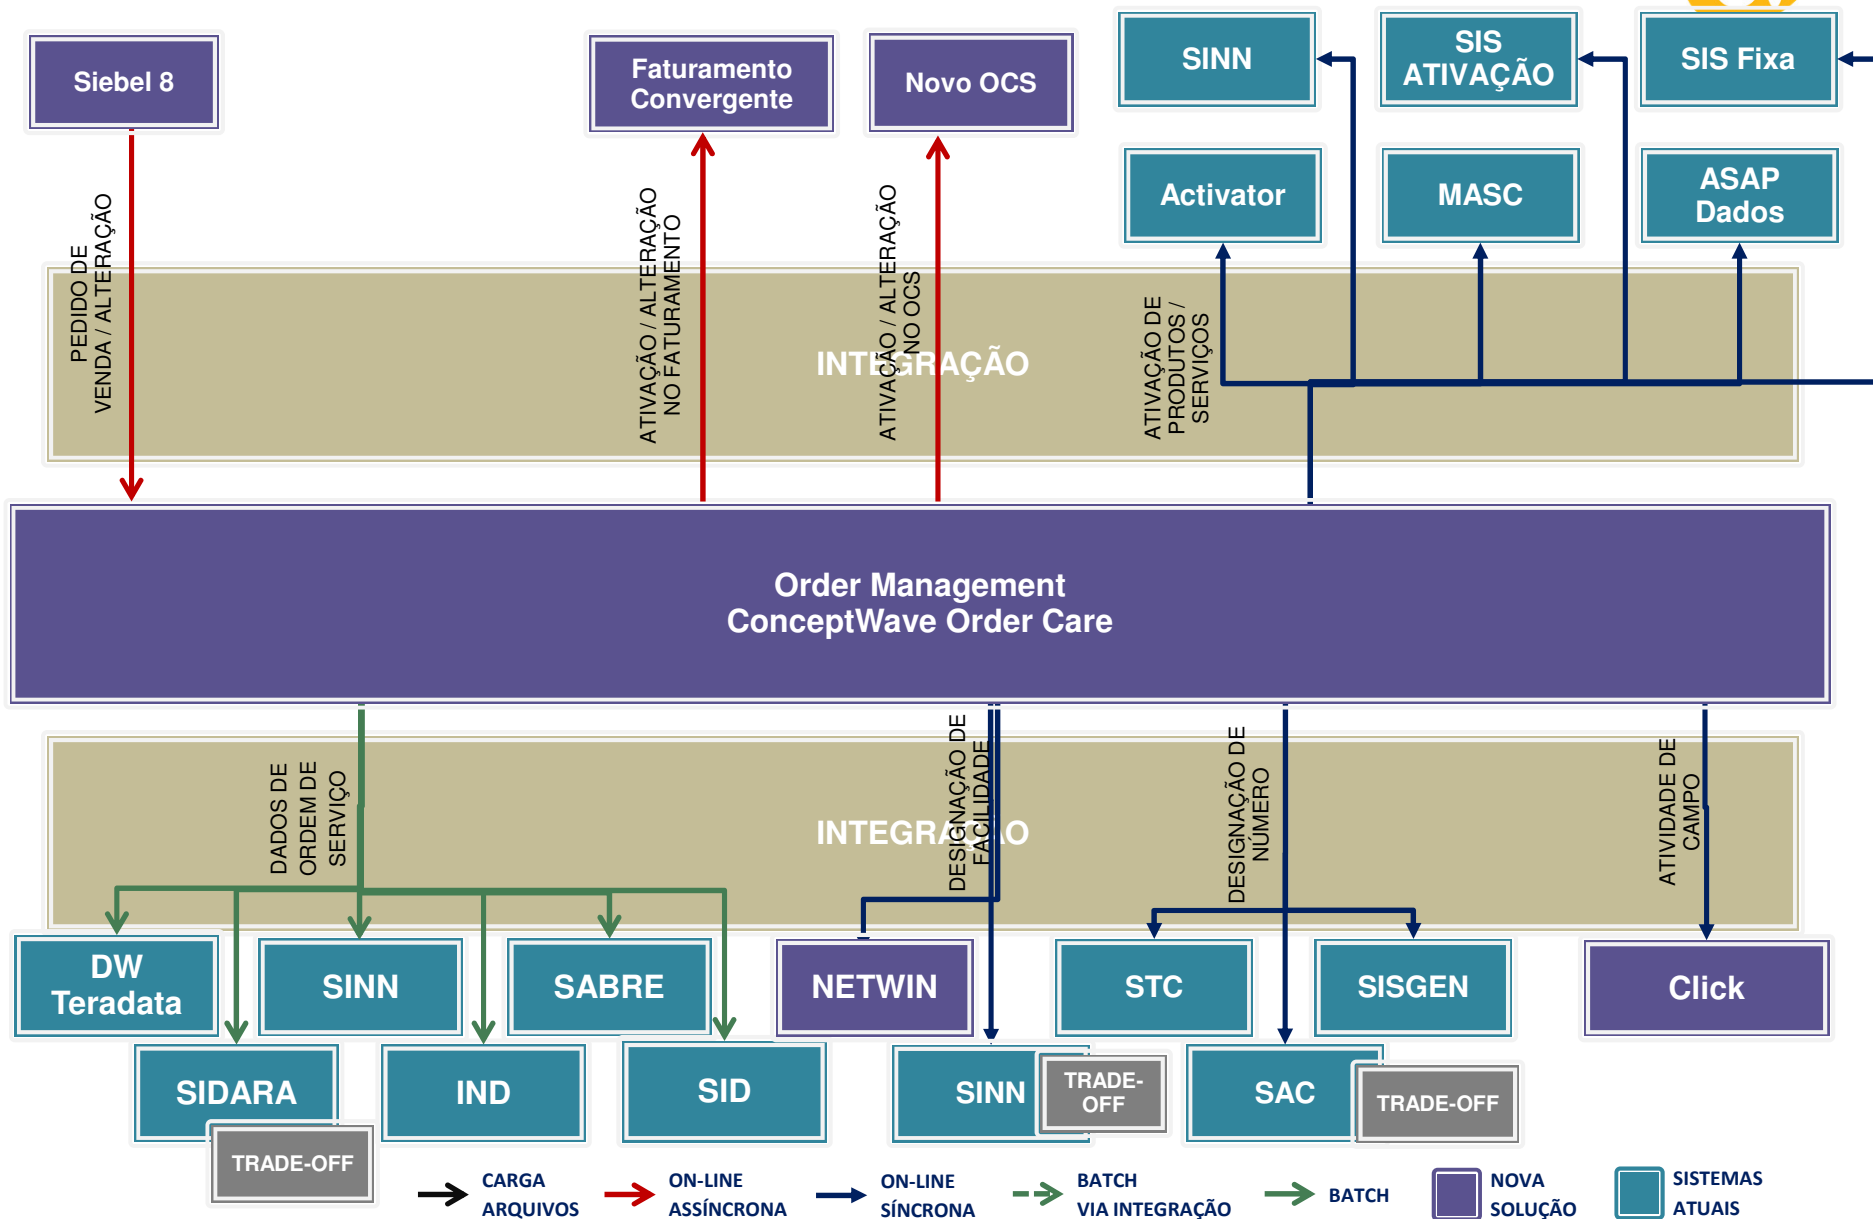 Siebel 8
Faturamento
Convergente
Novo OCS
SINN
SIS
ATIVAÇÃO
SIS Fixa
Activator
MASC
ASAP
Dados
PEDIDO DE
VENDA / ALTERAÇÃO
ATIVAÇÃO / ALTERAÇÃO
NO FATURAMENTO
ATIVAÇÃO / ALTERAÇÃO
NO OCS
ATIVAÇÃO DE
PRODUTOS /
SERVIÇOS
INTEGRAÇÃO
Order Management
ConceptWave Order Care
DADOS DE
ORDEM DE
SERVIÇO
DESIGNAÇÃO DE
FACILIDADE
DESIGNAÇÃO DE
NÚMERO
ATIVIDADE DE
CAMPO
INTEGRAÇÃO
DW
Teradata
SINN
SABRE
NETWIN
STC
SISGEN
Click
SIDARA
TRADE-OFF
IND
SID
SINN
TRADE-
OFF
SAC
TRADE-OFF
CARGA
ARQUIVOS
ON-LINE
ASSÍNCRONA
ON-LINE
SÍNCRONA
BATCH
VIA INTEGRAÇÃO
BATCH
NOVA
SOLUÇÃO
SISTEMAS
ATUAIS